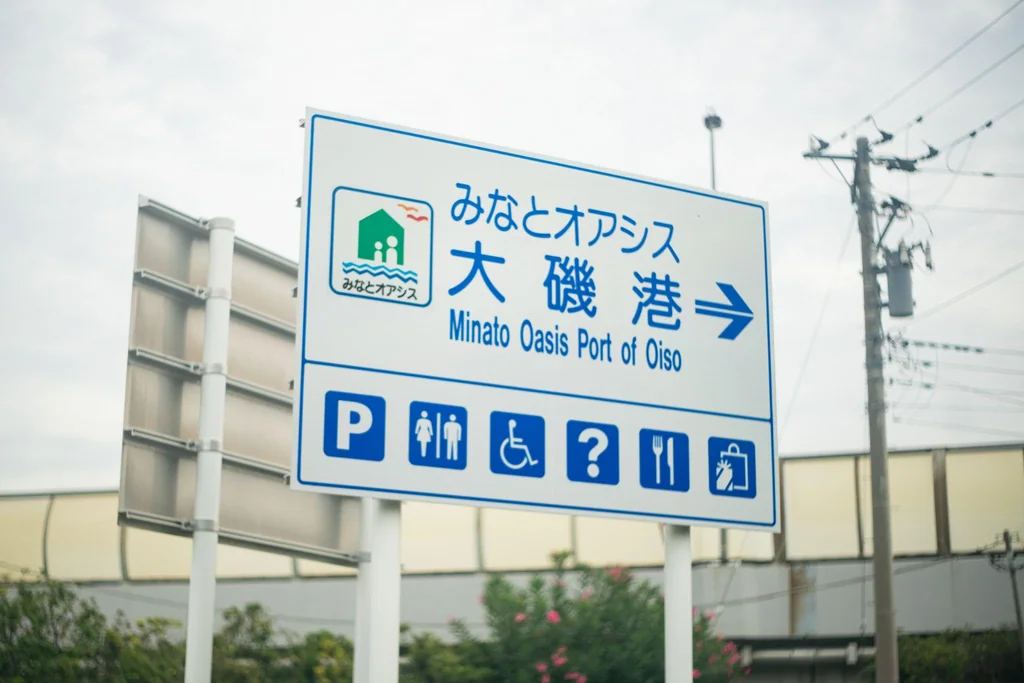 みなとオアシス
みなとオアシス
大磯港
Minato Oasis Port of Oiso
P
?